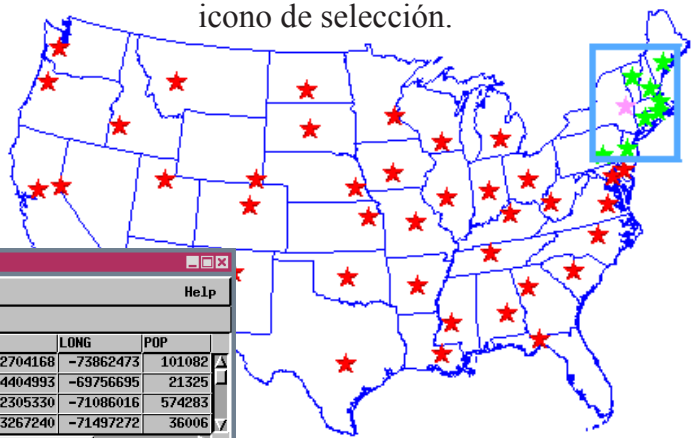 icono de selección.
Help
LONG POP
2704168 -73862473 101082
4404993 -69756695 21325
2305330 -71086016 574283
3267240 -71497272 36006